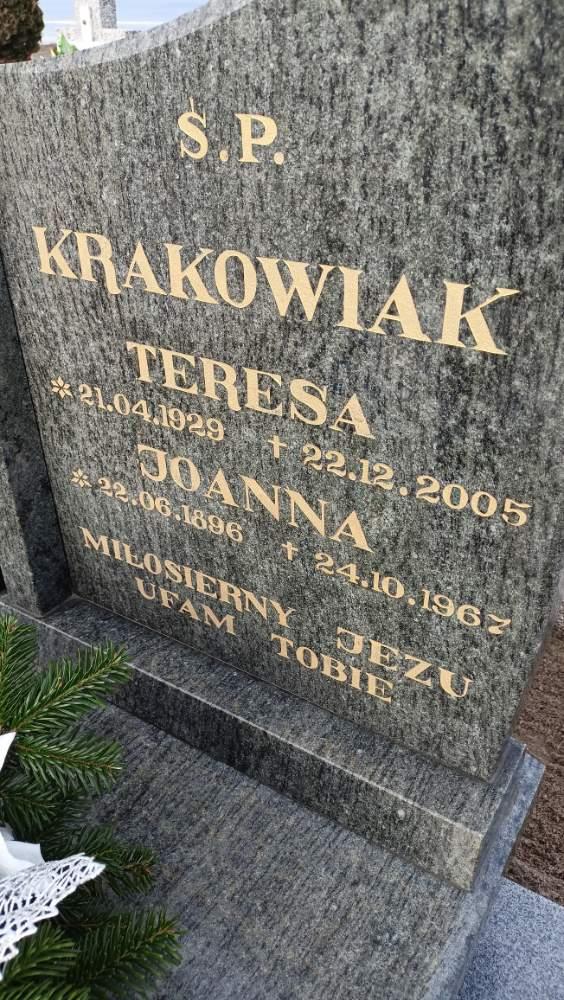 Ś.P.
KRAKOWIAK
TERESA
* 21.04.1929 † 22.12.2005
JOANNA
* 22.06.1896 † 24.10.1967
MIŁOSIERNY JEZU
UFAM TOBIE